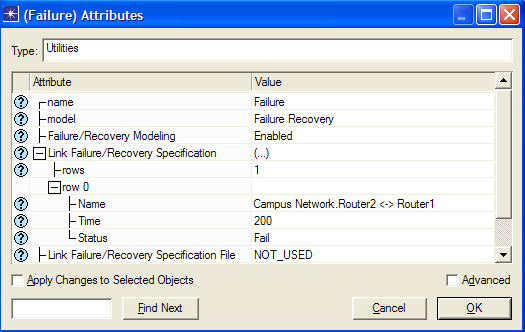 (Failure) Attributes
Type: Utilities
Attribute Value
name Failure
model Failure Recovery
Failure/Recovery Modeling Enabled
Link Failure/Recovery Specification (...)
rows 1
row 0
Name Campus Network.Router2 <-> Router1
Time 200
Status Fail
Link Failure/Recovery Specification File NOT_USED
Apply Changes to Selected Objects Advanced
Find Next Cancel OK